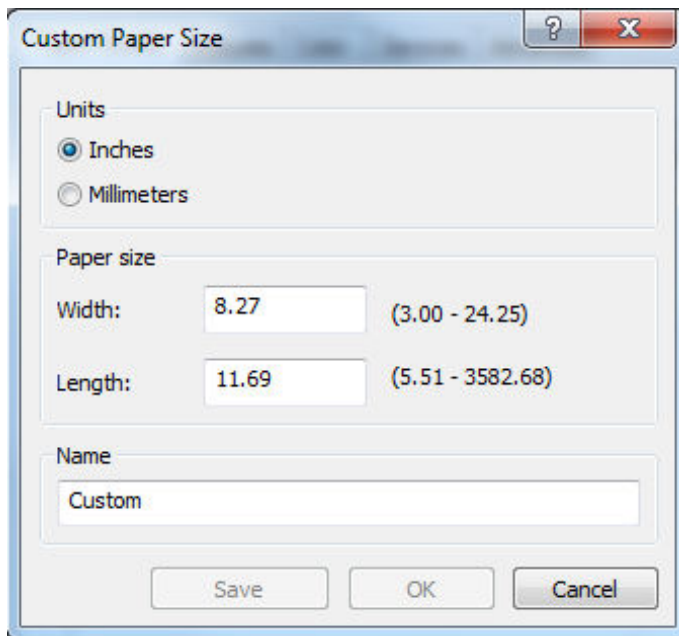 Custom Paper Size
Units
Inches
Millimeters
Paper size
Width: 8.27 (3.00 - 24.25)
Length: 11.69 (5.51 - 3582.68)
Name
Custom
Save OK Cancel